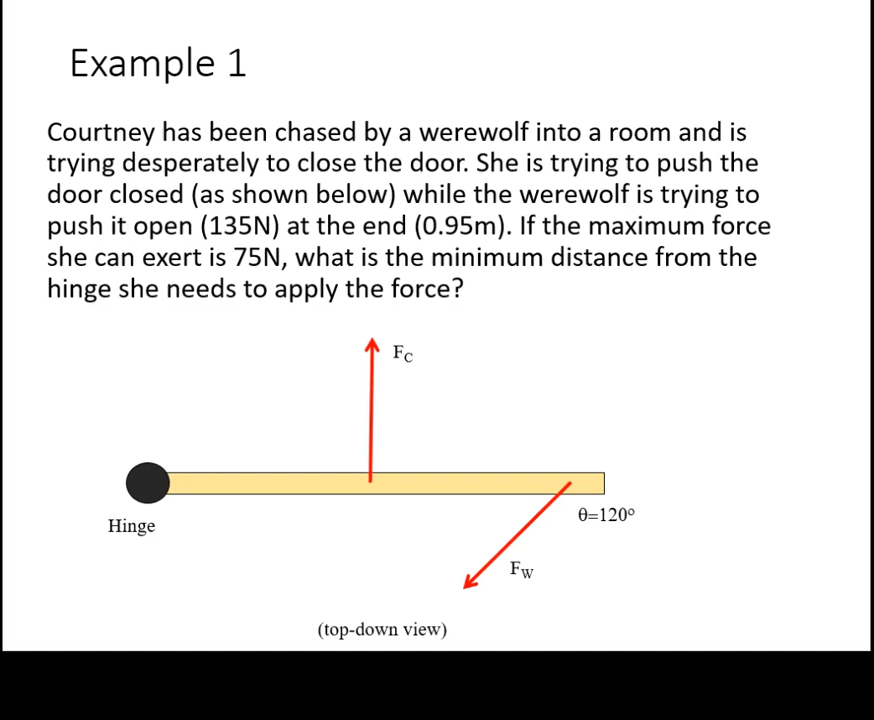 Example 1
Courtney has been chased by a werewolf into a room and is
trying desperately to close the door. She is trying to push the
door closed (as shown below) while the werewolf is trying to
push it open (135N) at the end (0.95m). If the maximum force
she can exert is 75N, what is the minimum distance from the
hinge she needs to apply the force?
FC
θ=120°
Hinge
FW
(top-down view)